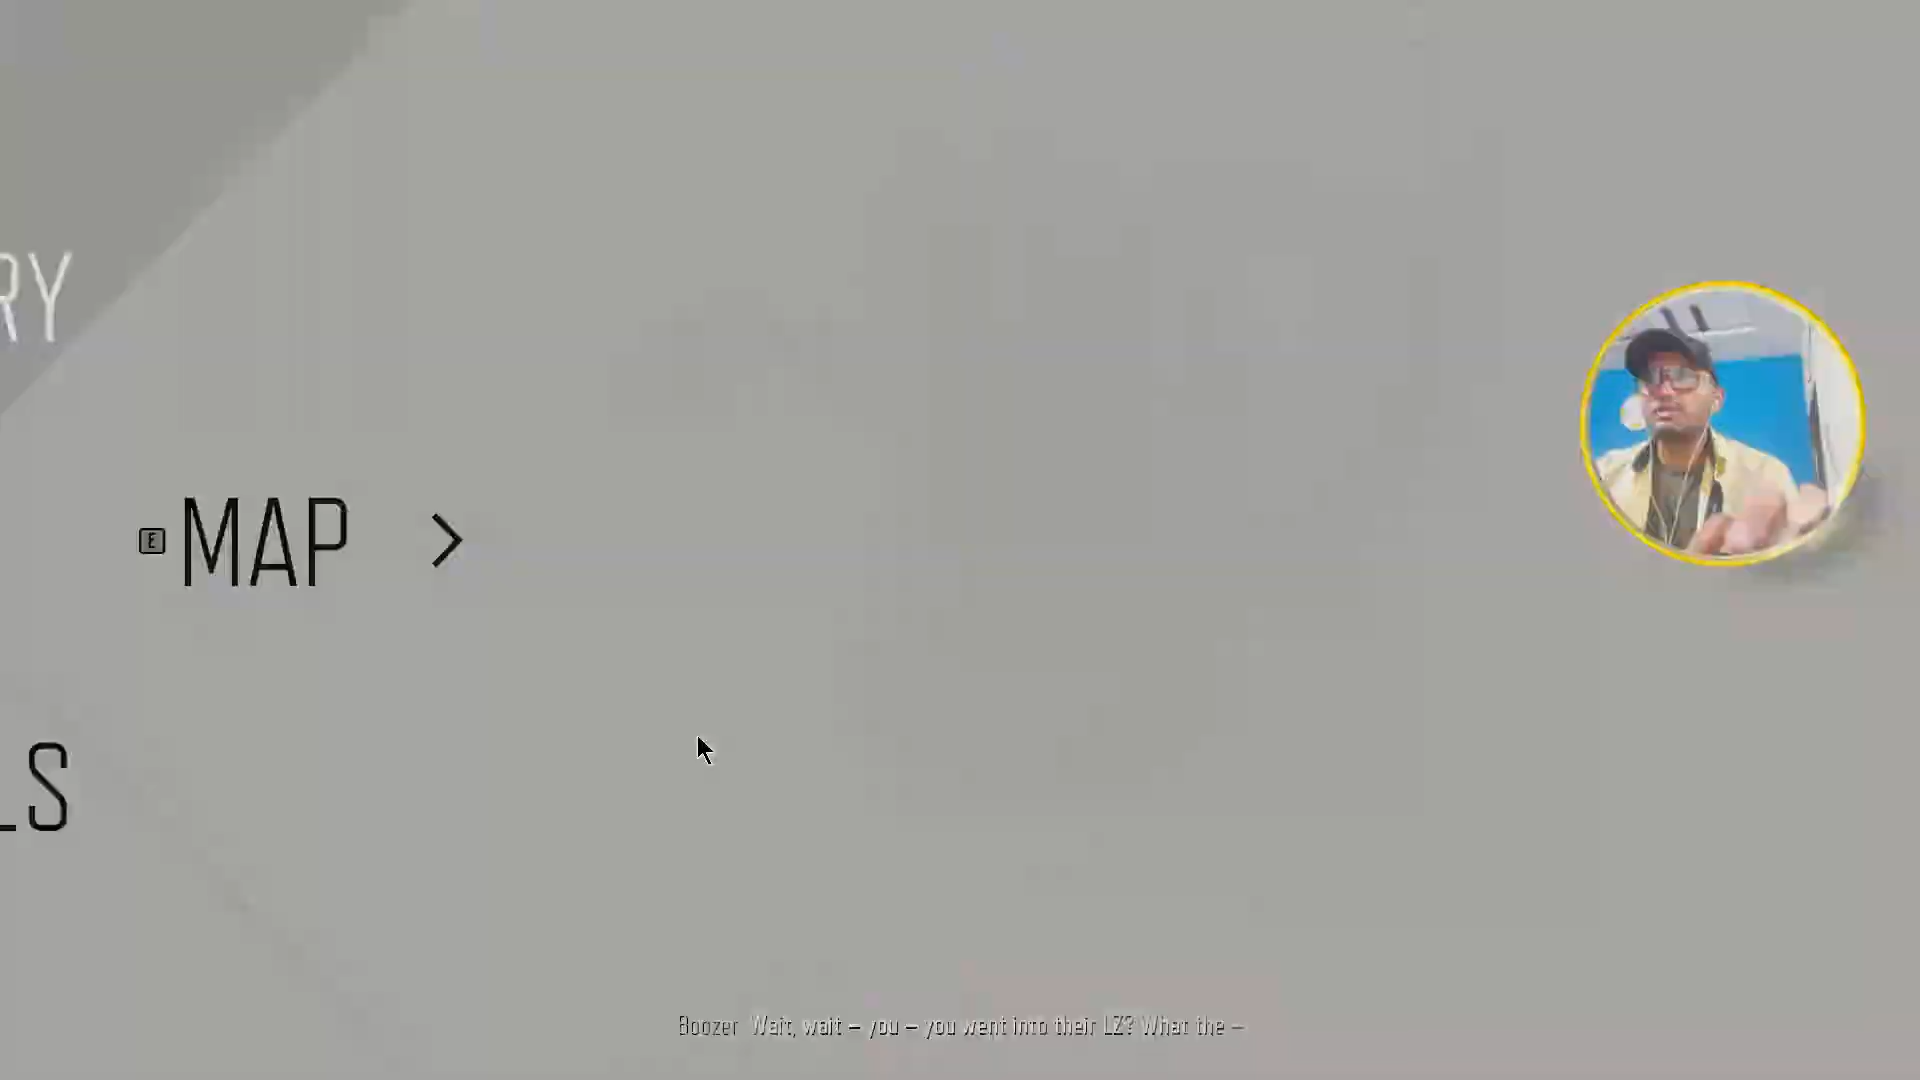 RY
E MAP >
LS
Boozer Wait, wait – you – you went into their LZ? What the –